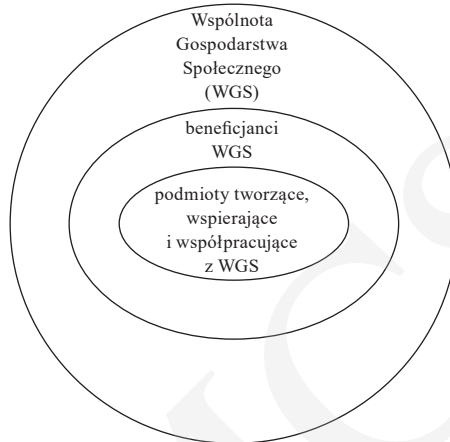 Wspólnota
Gospodarstwa
Społecznego
(WGS)
beneficjanci
WGS
podmioty tworzące,
wspierające
i współpracujące
z WGS